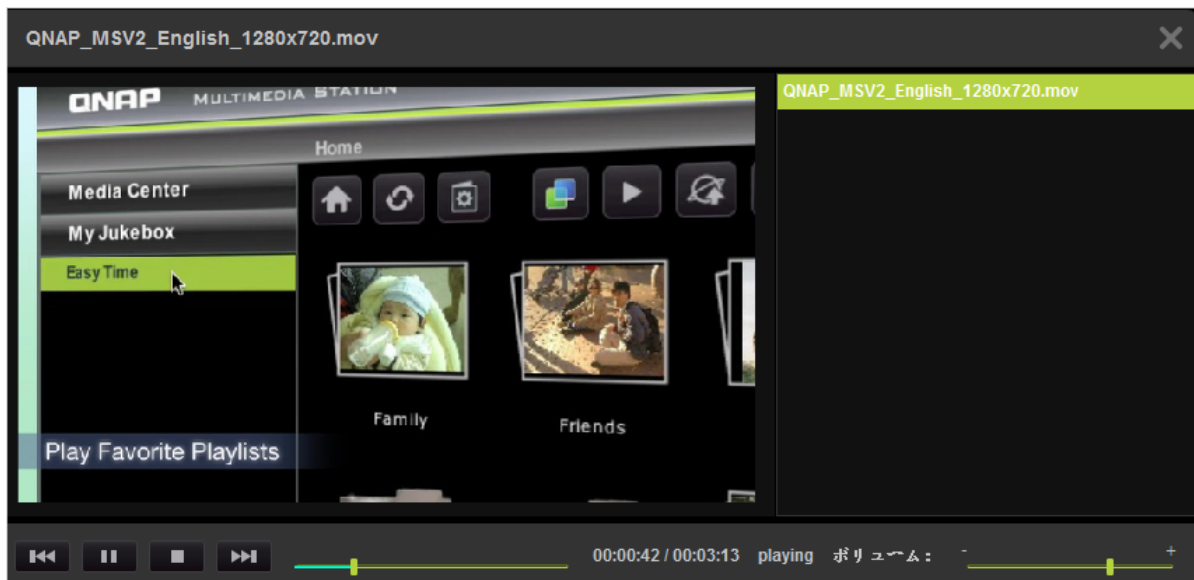 QNAP_MSV2_English_1280x720.mov
QNAP MULTIMEDIA STATION
Home
Media Center
My Jukebox
Easy Time
Family
Friends
Play Favorite Playlists
QNAP_MSV2_English_1280x720.mov
00:00:42 / 00:03:13 playing ボリューム: - +